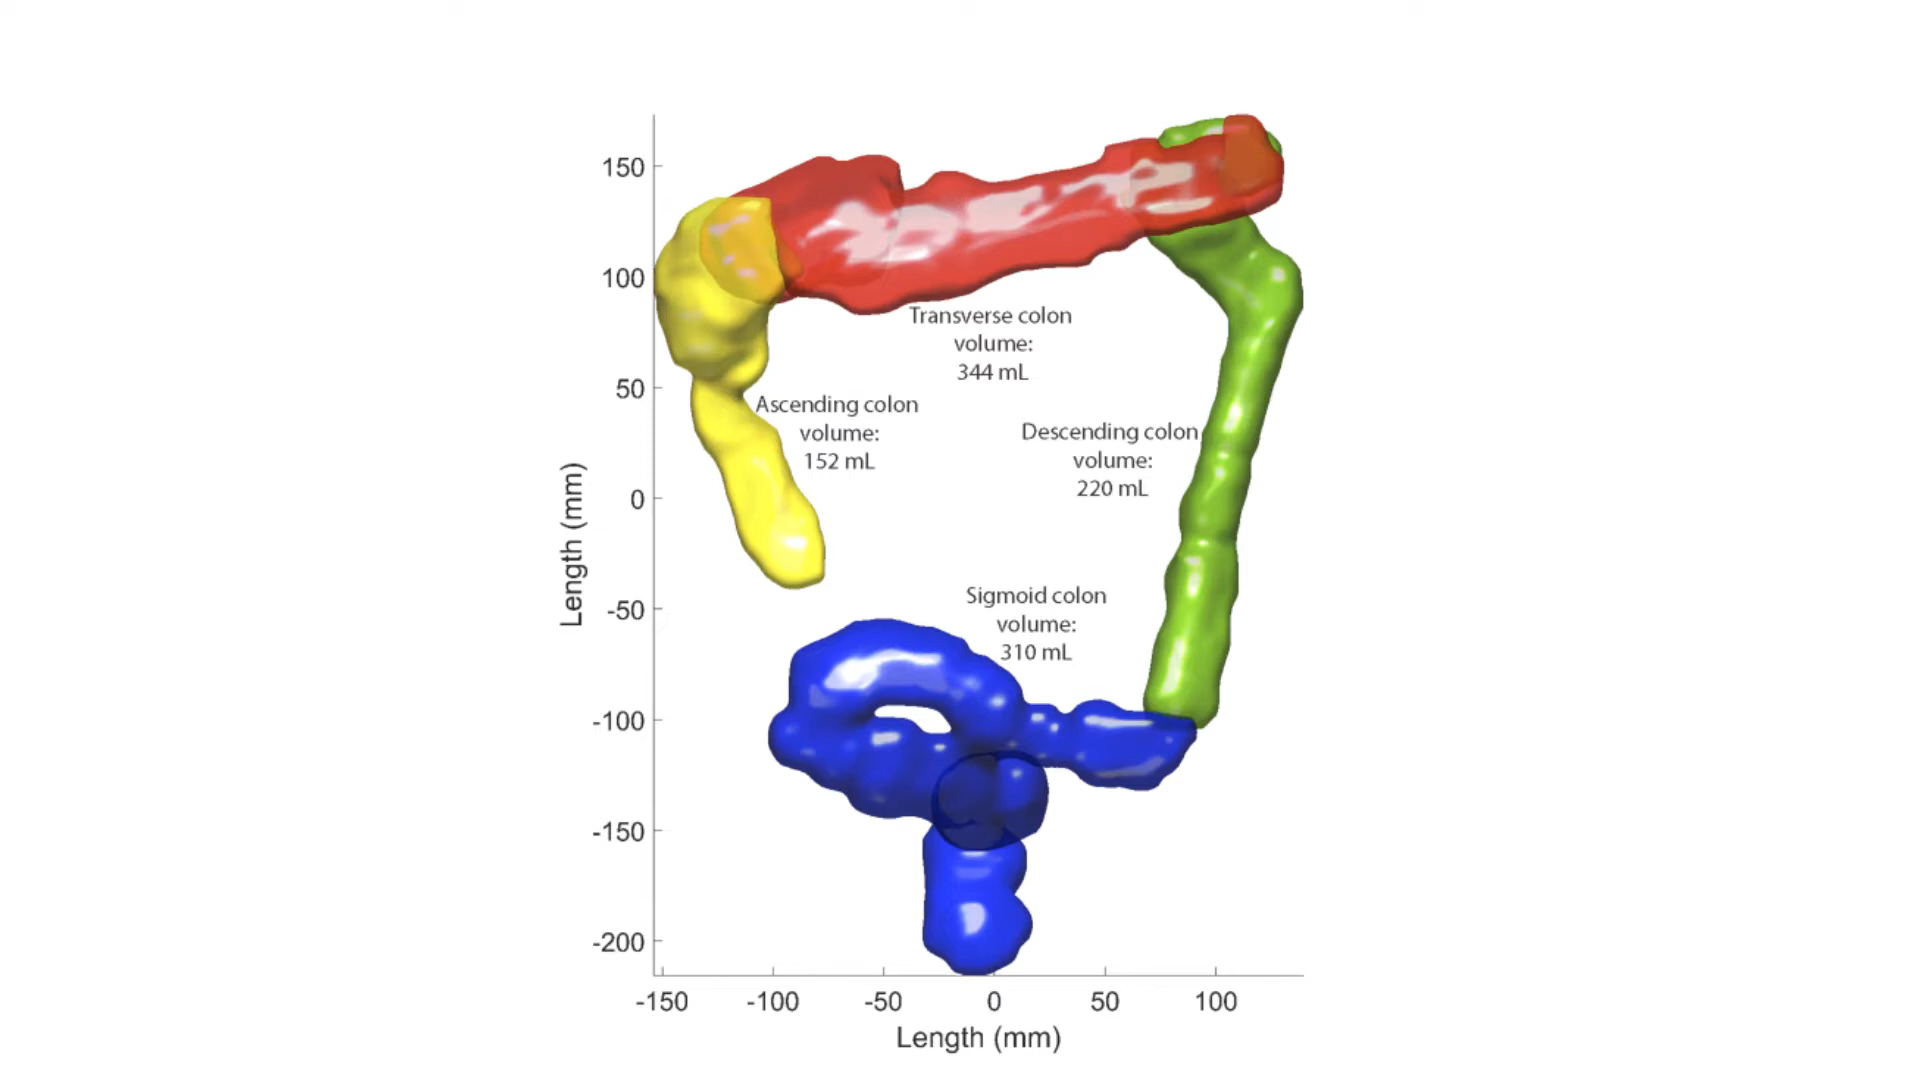 150
100
50
0
-50
-100
-150
-200
Length (mm)
Transverse colon
volume:
344 mL
Ascending colon
volume:
152 mL
Descending colon
volume:
220 mL
Sigmoid colon
volume:
310 mL
-150 -100 -50 0 50 100
Length (mm)